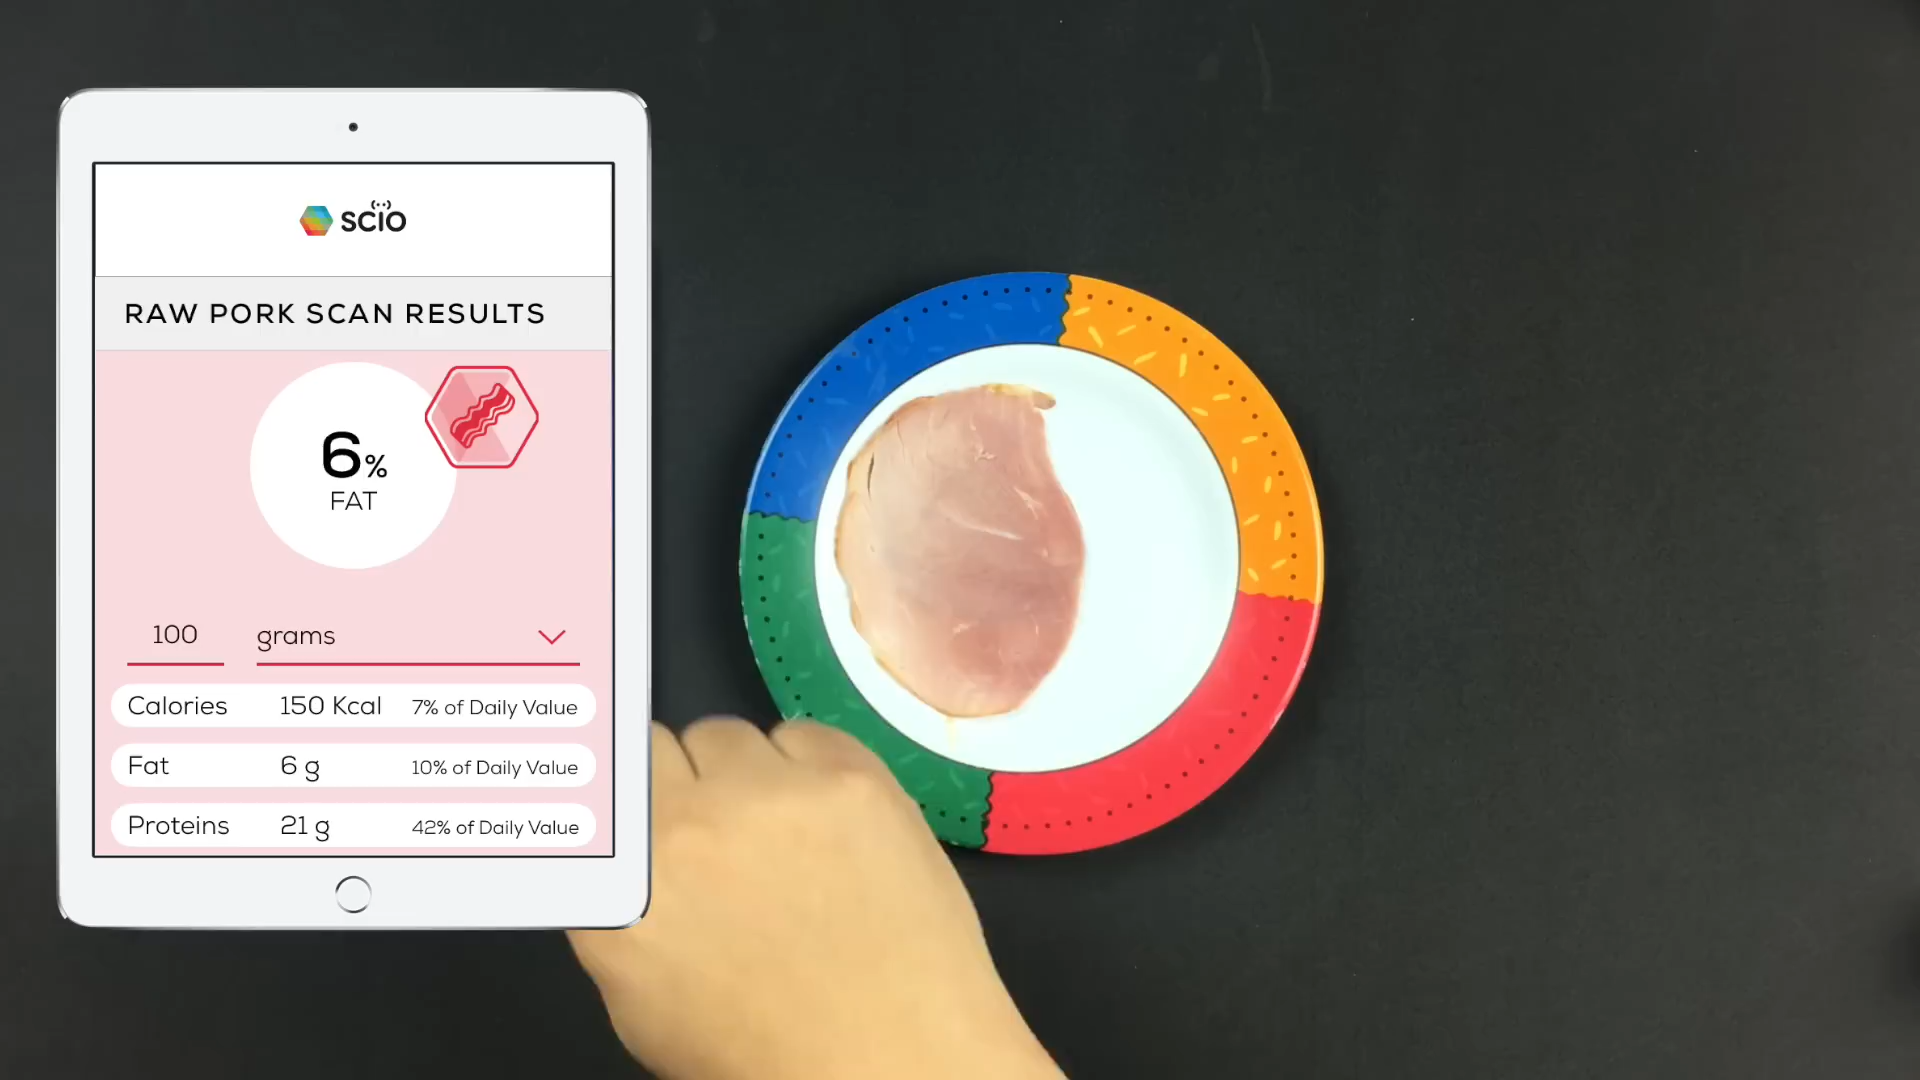 scio
RAW PORK SCAN RESULTS
6%
FAT
100 grams
Calories 150 Kcal 7% of Daily Value
Fat 6 g 10% of Daily Value
Proteins 21 g 42% of Daily Value